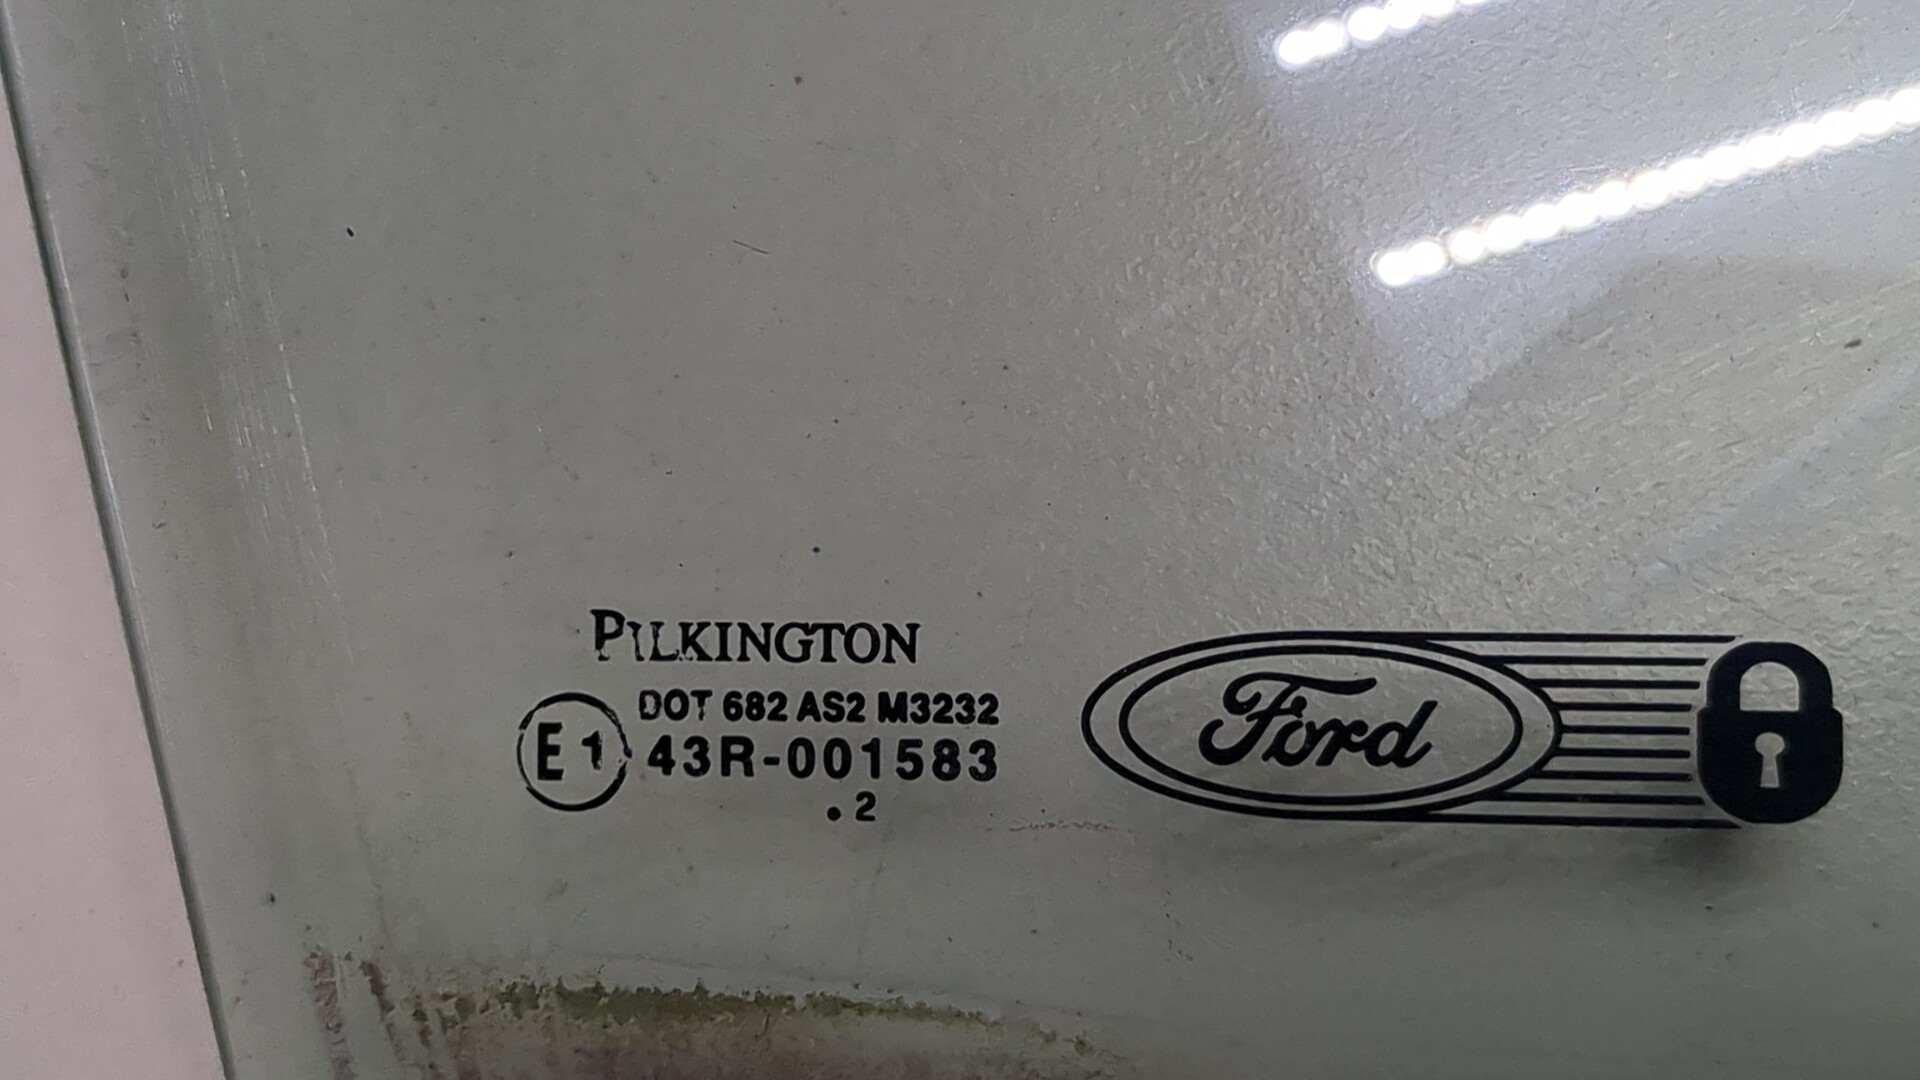 PILKINGTON
DOT 682 AS2 M3232
E1 43R-001583
.2
Ford